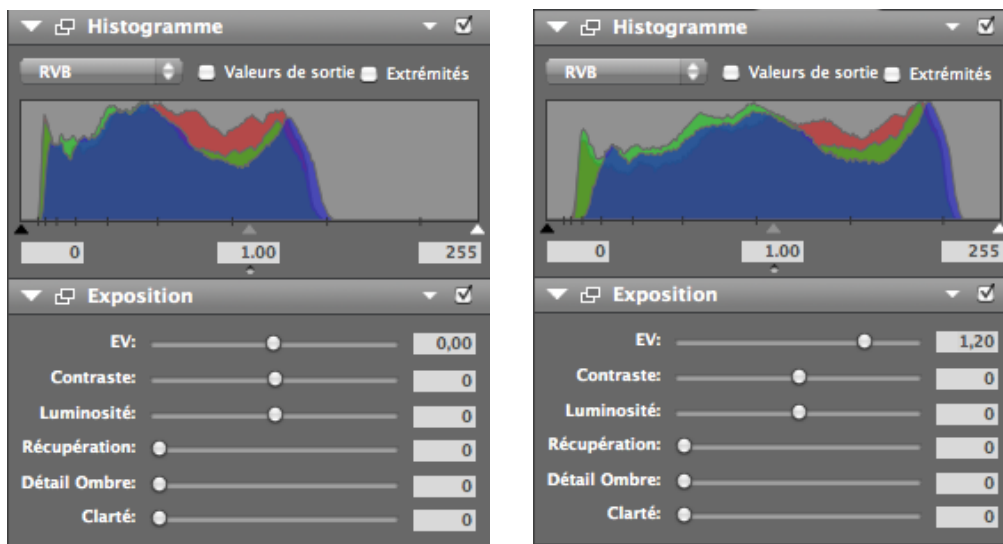 Histogramme
RVB Valeurs de sortie Extrémités
0 1.00 255
Exposition
EV: 0,00
Contraste: 0
Luminosité: 0
Récupération: 0
Détail Ombre: 0
Clarté: 0
Histogramme
RVB Valeurs de sortie Extrémités
0 1.00 255
Exposition
EV: 1,20
Contraste: 0
Luminosité: 0
Récupération: 0
Détail Ombre: 0
Clarté: 0